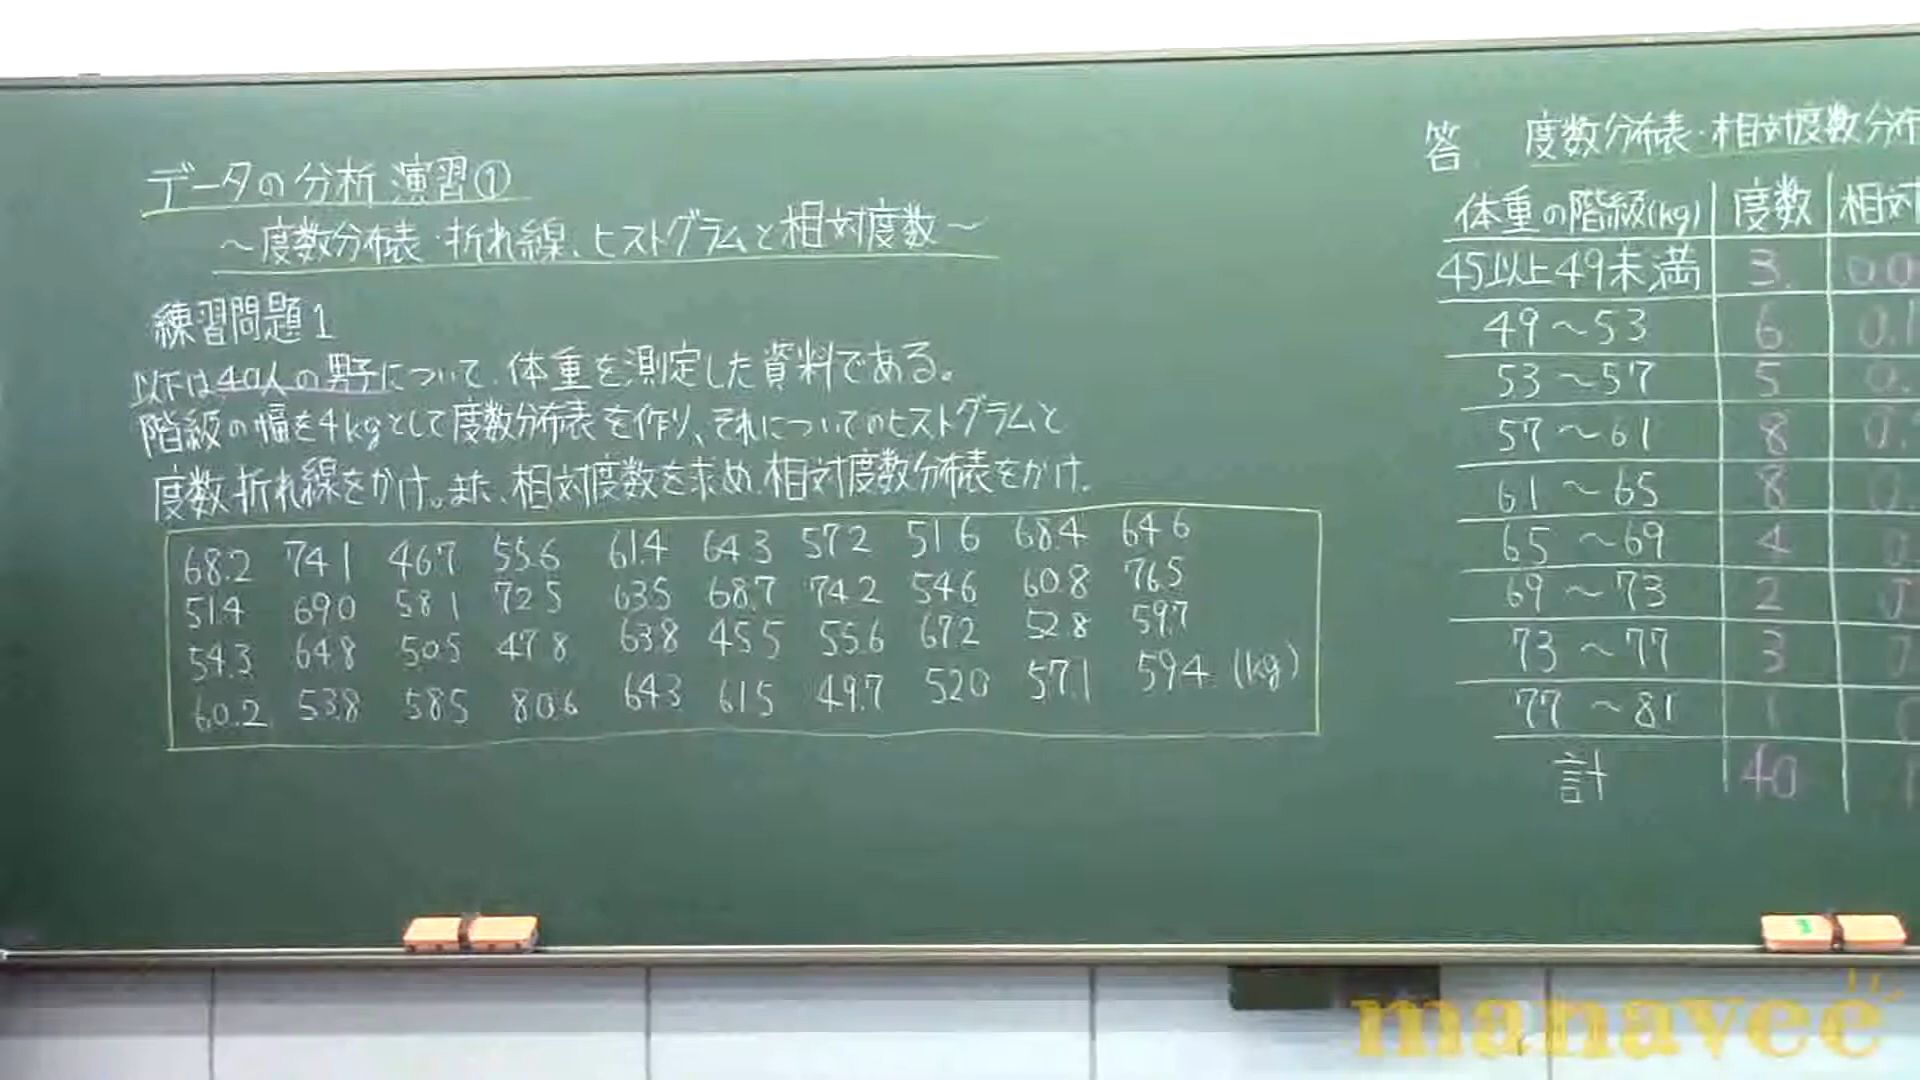 データの分析 演習①
～度数分布表・折れ線、ヒストグラムと相対度数～
練習問題1
以下は40人の男子について、体重を測定した資料である。
階級の幅を4kgとして度数分布表を作り、それについてのヒストグラムと
度数折れ線をかけ。また、相対度数を求め、相対度数分布表をかけ.
68.2 74.1 46.7 55.6 61.4 64.3 57.2 51.6 68.4 64.6
51.4 69.0 58.1 72.5 63.5 68.7 74.2 54.6 60.8 76.5
54.3 64.8 50.5 47.8 63.8 45.5 55.6 67.2 52.8 59.7
60.2 53.8 58.5 80.6 64.3 61.5 49.7 52.0 57.1 59.4 (kg)
答 度数分布表・相対度数分布
体重の階級(kg) 度数 相対
45以上49未満 3
49～53 6
53～57 5
57～61 8
61～65 8
65～69 4
69～73 2
73～77 3
77～81 1
計 40
manavee